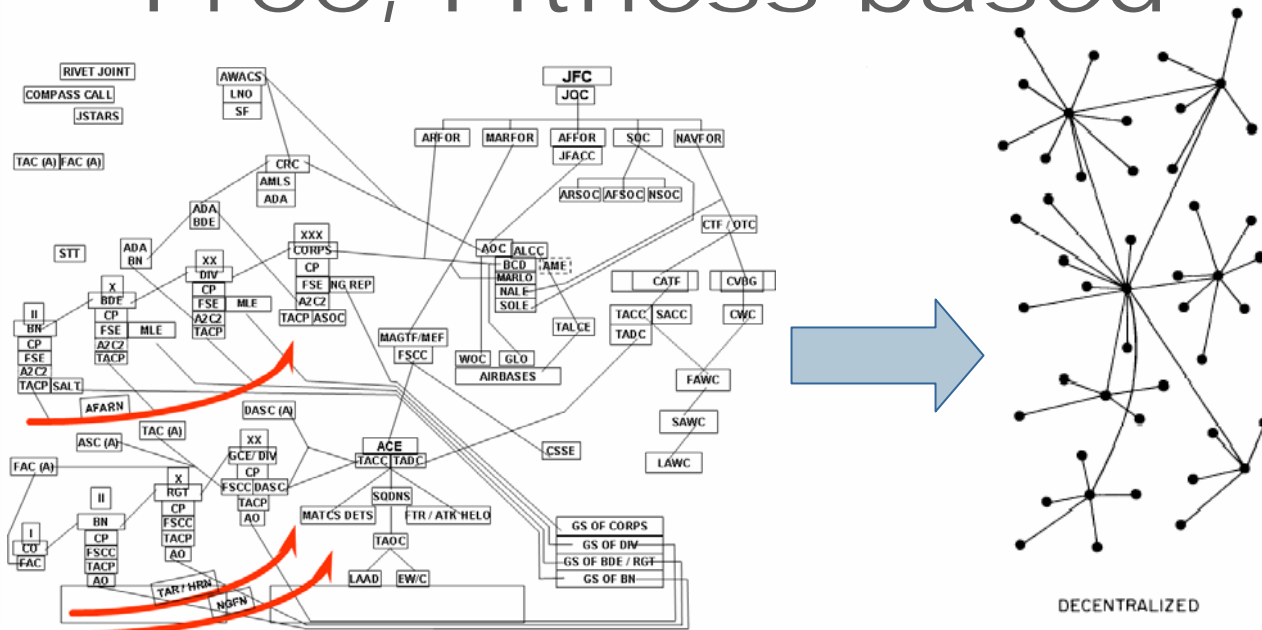 Fitness-based
RIVET JOINT
COMPASS CALL
JSTARS
TAC (A) FAC (A)
AWACS
LNO
SF
JFC
JOC
ARFOR MARFOR AFFOR SOC NAVFOR
JFACC
ARSOC AFSOC NSOC
CRC
AMLS
ADA
ADA
BDE
STT
ADA
BN
CTF / OTC
XXX
CORPS
CP
FSE NG REP
A2C2
TACP ASOC
XX
DIV
CP
FSE MLE
A2C2
TACP
X
BDE
CP
FSE MLE
A2C2
TACP
II
BN
CP
FSE
A2C2
TACP SALT
AOC ALCC
BCD AME
MARLO
NALE
SOLE
TALCE
WOC GLO
AIRBASES
CATF CVBG
TACC SACC CWC
TADC
FAWC
SAWC
LAWC
MAGTF/MEF
FSCC
AFARN
DASC (A)
TAC (A)
ASC (A)
FAC (A)
XX
GCE/ DIV
CP
FSCC DASC
TACP
AO
ACE
TACC TADC
CSSE
SQDNS
MATCS DETS FTR / ATK HELO
TAOC
LAAD EW/C
X
RGT
CP
FSCC
TACP
AO
II
BN
CP
FSCC
TACP
AO
I
CO
FAC
GS OF CORPS
GS OF DIV
GS OF BDE / RGT
GS OF BN
TAR / HRN
NGFN
DECENTRALIZED